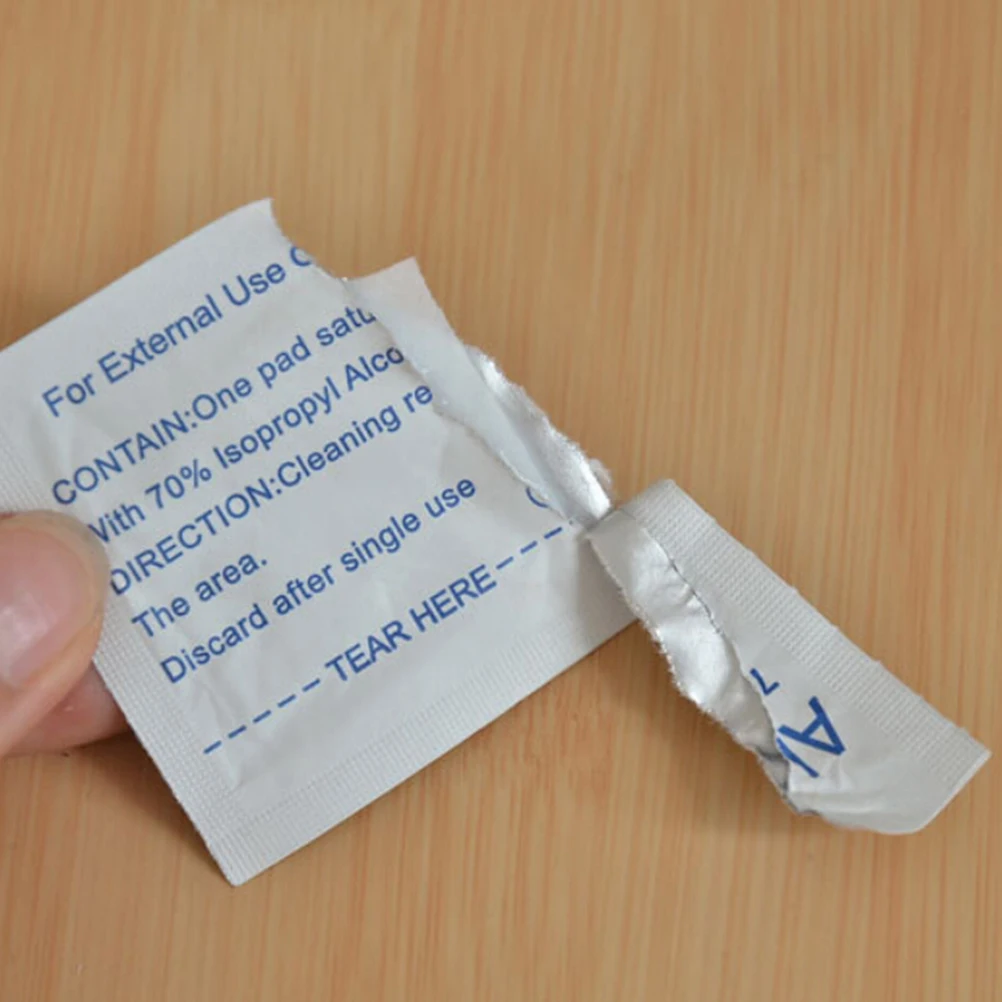 For External Use
CONTAIN:One pad satu
With 70% Isopropyl Alco
DIRECTION:Cleaning re
The area.
Discard after single use
-----TEAR HERE----